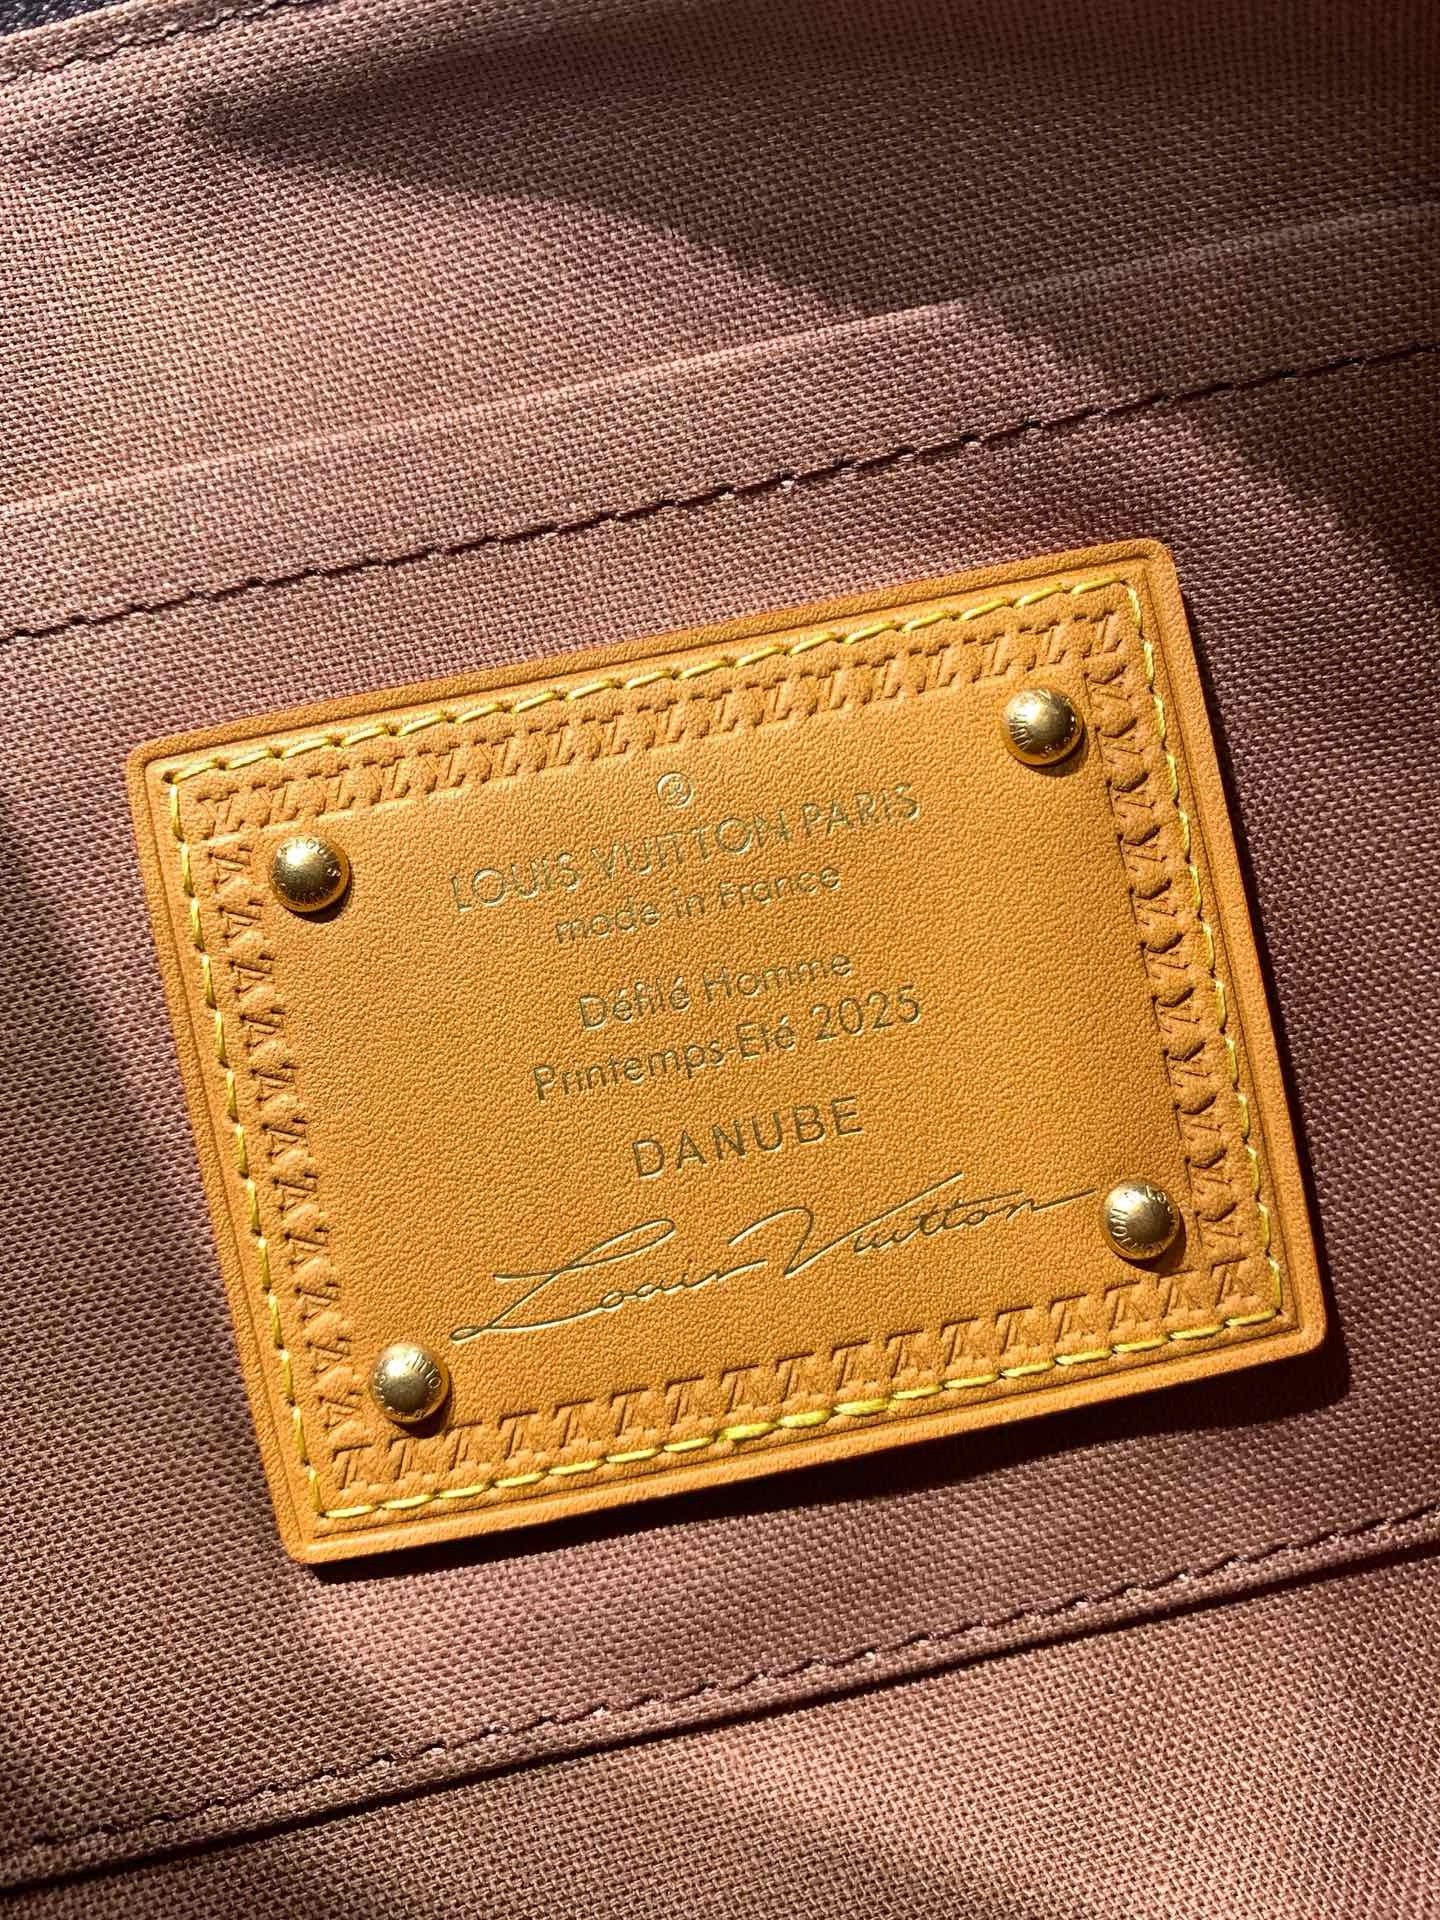 ®
LOUIS VUITTON PARIS
made in France
Défilé Homme
Printemps-Eté 2025
DANUBE
Louis Vuitton